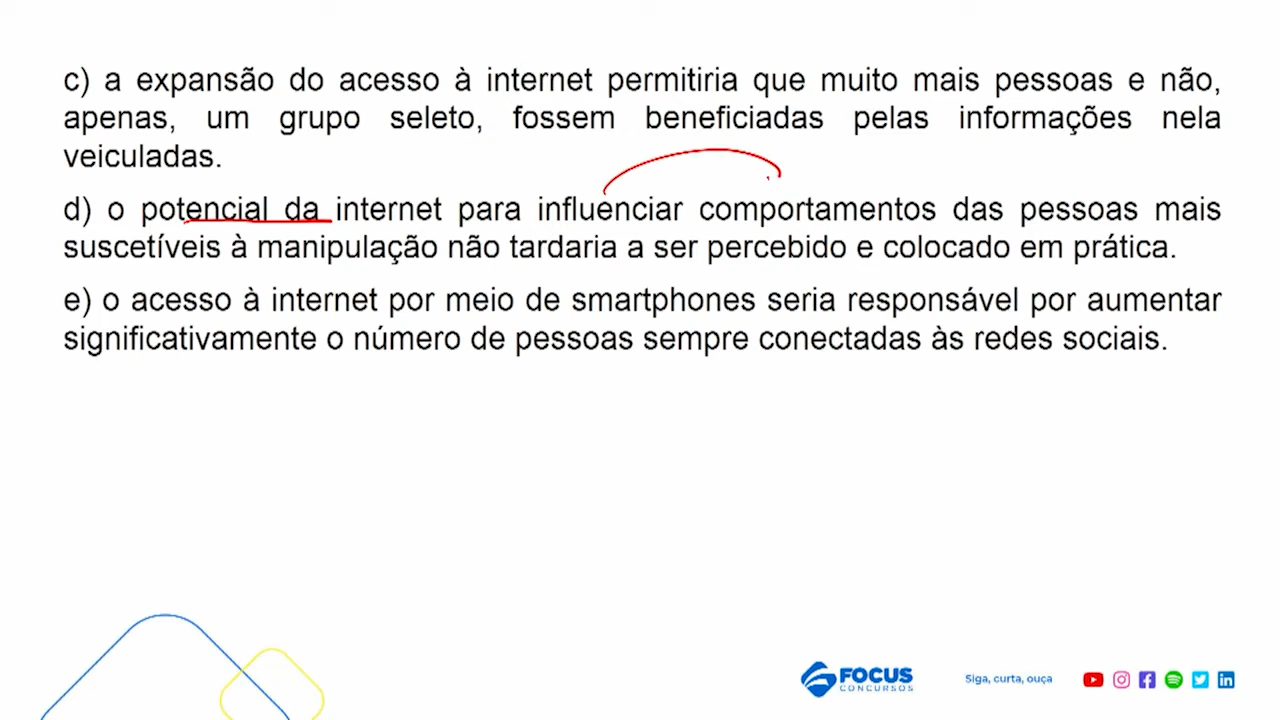 c) a expansão do acesso à internet permitiria que muito mais pessoas e não,
apenas, um grupo seleto, fossem beneficiadas pelas informações nela
veiculadas.
d) o potencial da internet para influenciar comportamentos das pessoas mais
suscetíveis à manipulação não tardaria a ser percebido e colocado em prática.
e) o acesso à internet por meio de smartphones seria responsável por aumentar
significativamente o número de pessoas sempre conectadas às redes sociais.
FOCUS
CONCURSOS
Siga, curta, ouça